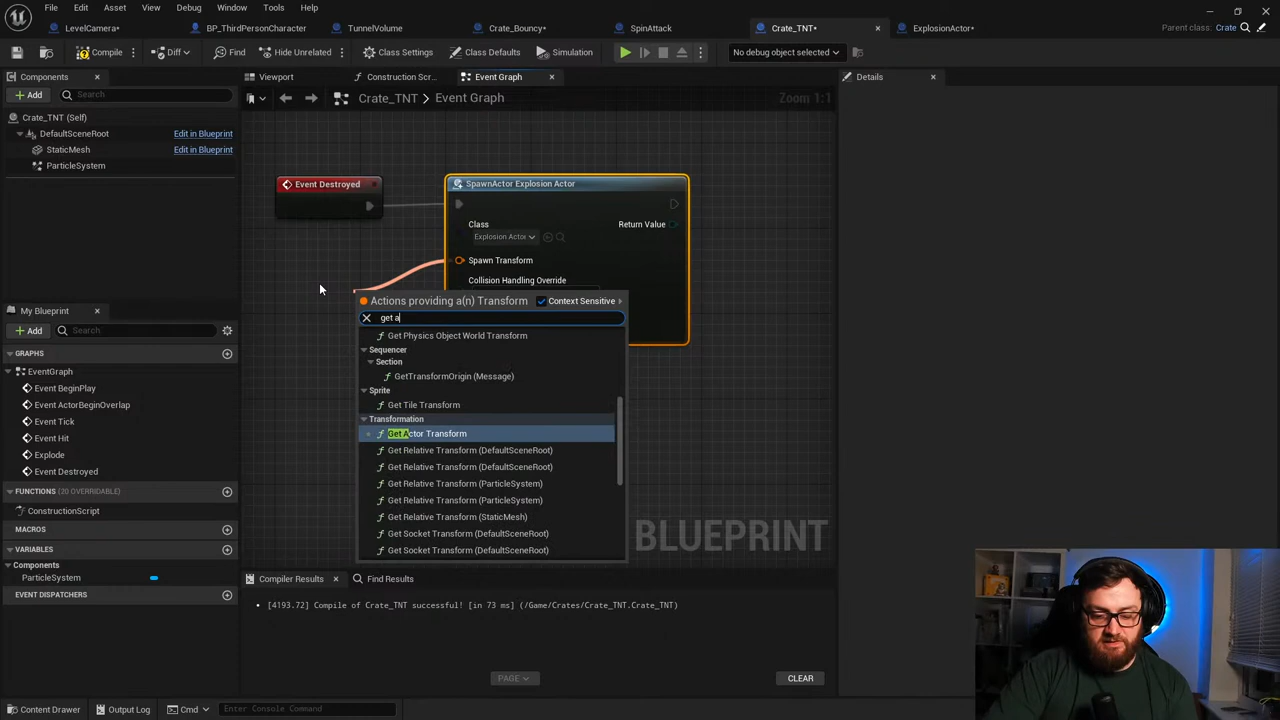 File Edit Asset View Debug Window Tools Help
Parent class: Crate
LevelCamera* BP_ThirdPersonCharacter TunnelVolume Crate_Bouncy* SpinAttack Crate_TNT* ExplosionActor*
Compile Diff Find Hide Unrelated Class Settings Class Defaults Simulation No debug object selected
Components
Add Search
Crate_TNT (Self)
DefaultSceneRoot Edit in Blueprint
StaticMesh Edit in Blueprint
ParticleSystem
My Blueprint
Add Search
GRAPHS
EventGraph
Event BeginPlay
Event ActorBeginOverlap
Event Tick
Event Hit
Explode
Event Destroyed
FUNCTIONS (20 OVERRIDABLE)
ConstructionScript
MACROS
VARIABLES
Components
ParticleSystem
EVENT DISPATCHERS
Viewport Construction Scr... Event Graph
Crate_TNT > Event Graph Zoom 1:1
Event Destroyed
SpawnActor Explosion Actor
Class Return Value
Explosion Actor
Spawn Transform
Collision Handling Override
Actions providing a(n) Transform Context Sensitive
get a
Get Physics Object World Transform
Sequencer
Section
GetTransformOrigin (Message)
Sprite
Get Tile Transform
Transformation
Get Actor Transform
Get Relative Transform (DefaultSceneRoot)
Get Relative Transform (DefaultSceneRoot)
Get Relative Transform (ParticleSystem)
Get Relative Transform (ParticleSystem)
Get Relative Transform (StaticMesh)
Get Socket Transform (DefaultSceneRoot)
Get Socket Transform (DefaultSceneRoot)
BLUEPRINT
Compiler Results Find Results
[4193.72] Compile of Crate_TNT successful! [in 73 ms] (/Game/Crates/Crate_TNT.Crate_TNT)
PAGE CLEAR
Details
Content Drawer Output Log Cmd Enter Console Command